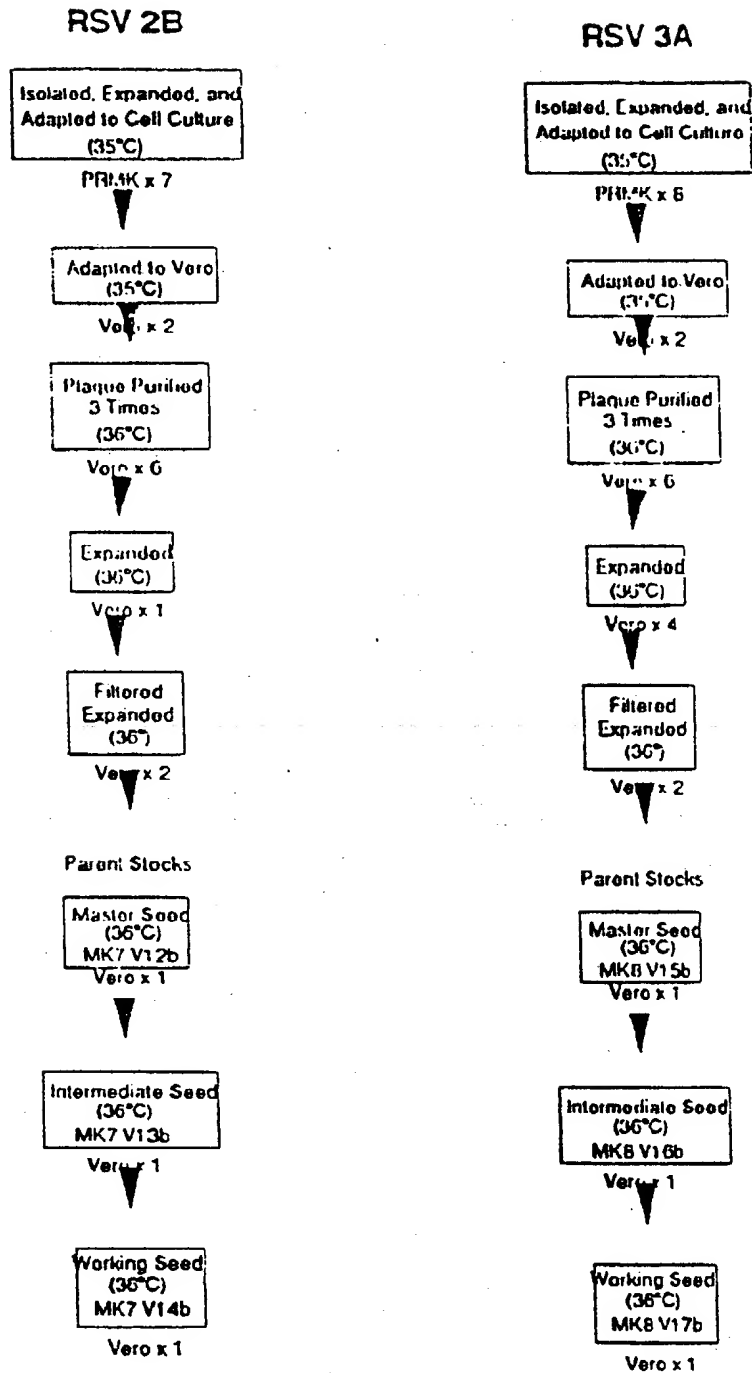 RSV 2B
Isolated, Expanded, and
Adapted to Cell Culture
(35°C)
PRMK x 7
Adapted to Vero
(35°C)
Vero x 2
Plaque Purified
3 Times
(36°C)
Vero x 6
Expanded
(36°C)
Vero x 1
Filtered
Expanded
(36°)
Vero x 2
Parent Stocks
Master Seed
(36°C)
MK7 V12b
Vero x 1
Intermediate Seed
(36°C)
MK7 V13b
Vero x 1
Working Seed
(36°C)
MK7 V14b
Vero x 1
RSV 3A
Isolated, Expanded, and
Adapted to Cell Culture
(35°C)
PRMK x 8
Adapted to Vero
(35°C)
Vero x 2
Plaque Purified
3 Times
(36°C)
Vero x 6
Expanded
(36°C)
Vero x 4
Filtered
Expanded
(36°)
Vero x 2
Parent Stocks
Master Seed
(36°C)
MK8 V15b
Vero x 1
Intermediate Seed
(36°C)
MK8 V16b
Vero x 1
Working Seed
(36°C)
MK8 V17b
Vero x 1